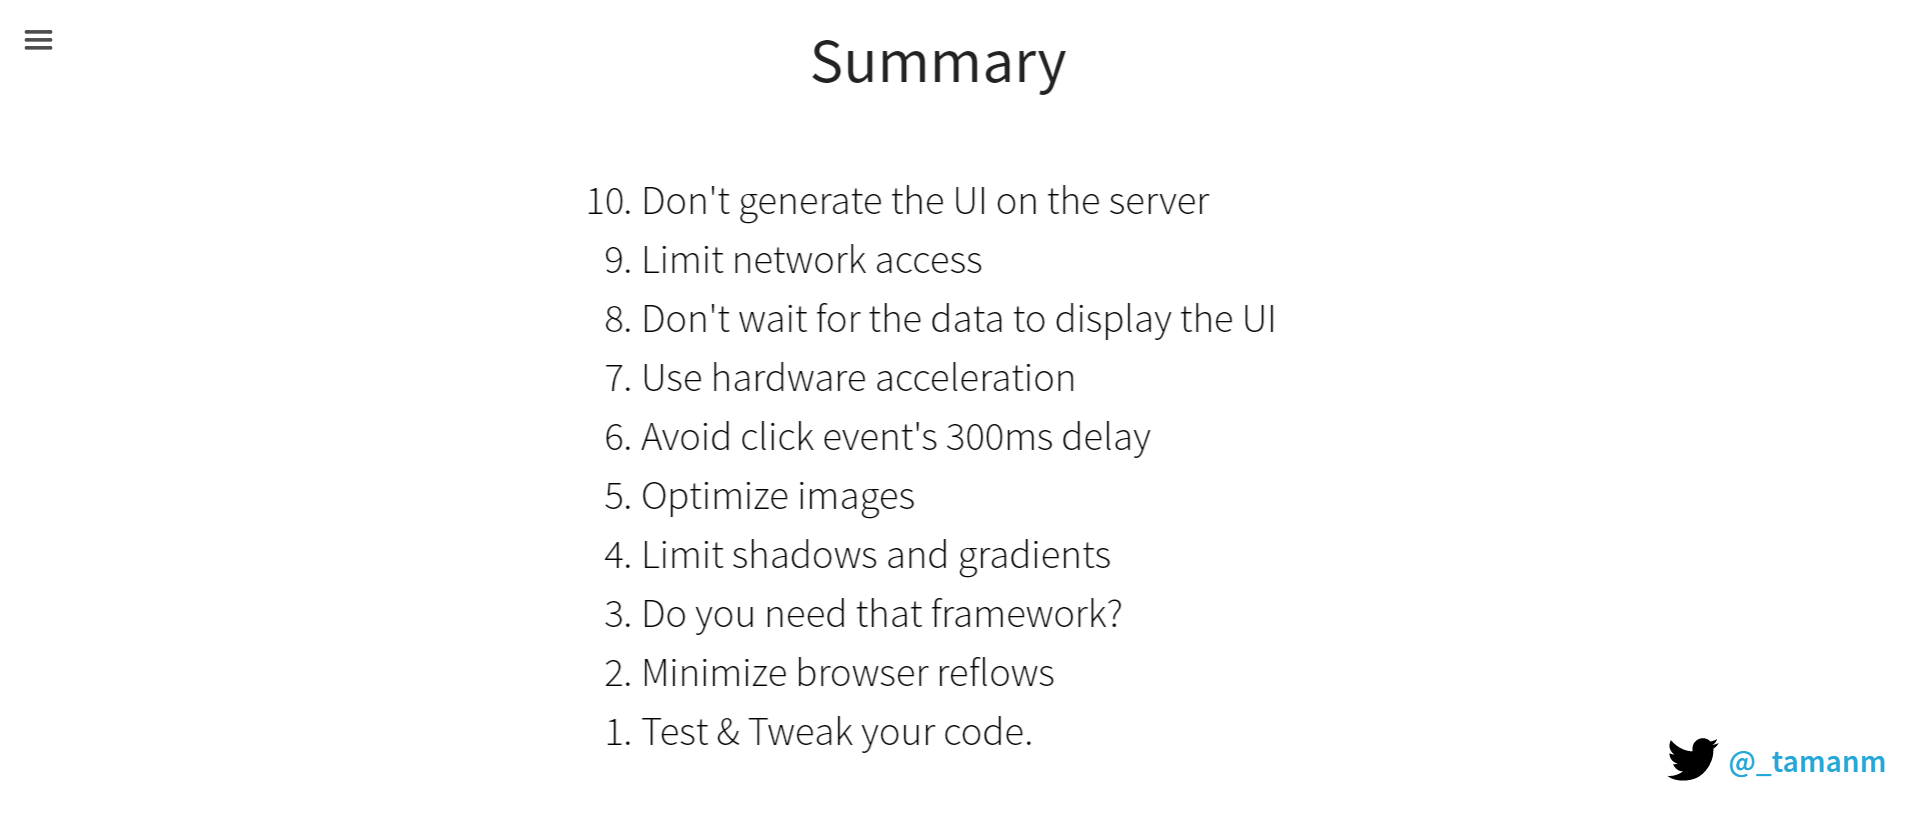 Summary
10. Don't generate the UI on the server
9. Limit network access
8. Don't wait for the data to display the UI
7. Use hardware acceleration
6. Avoid click event's 300ms delay
5. Optimize images
4. Limit shadows and gradients
3. Do you need that framework?
2. Minimize browser reflows
1. Test & Tweak your code.
@_tamanm